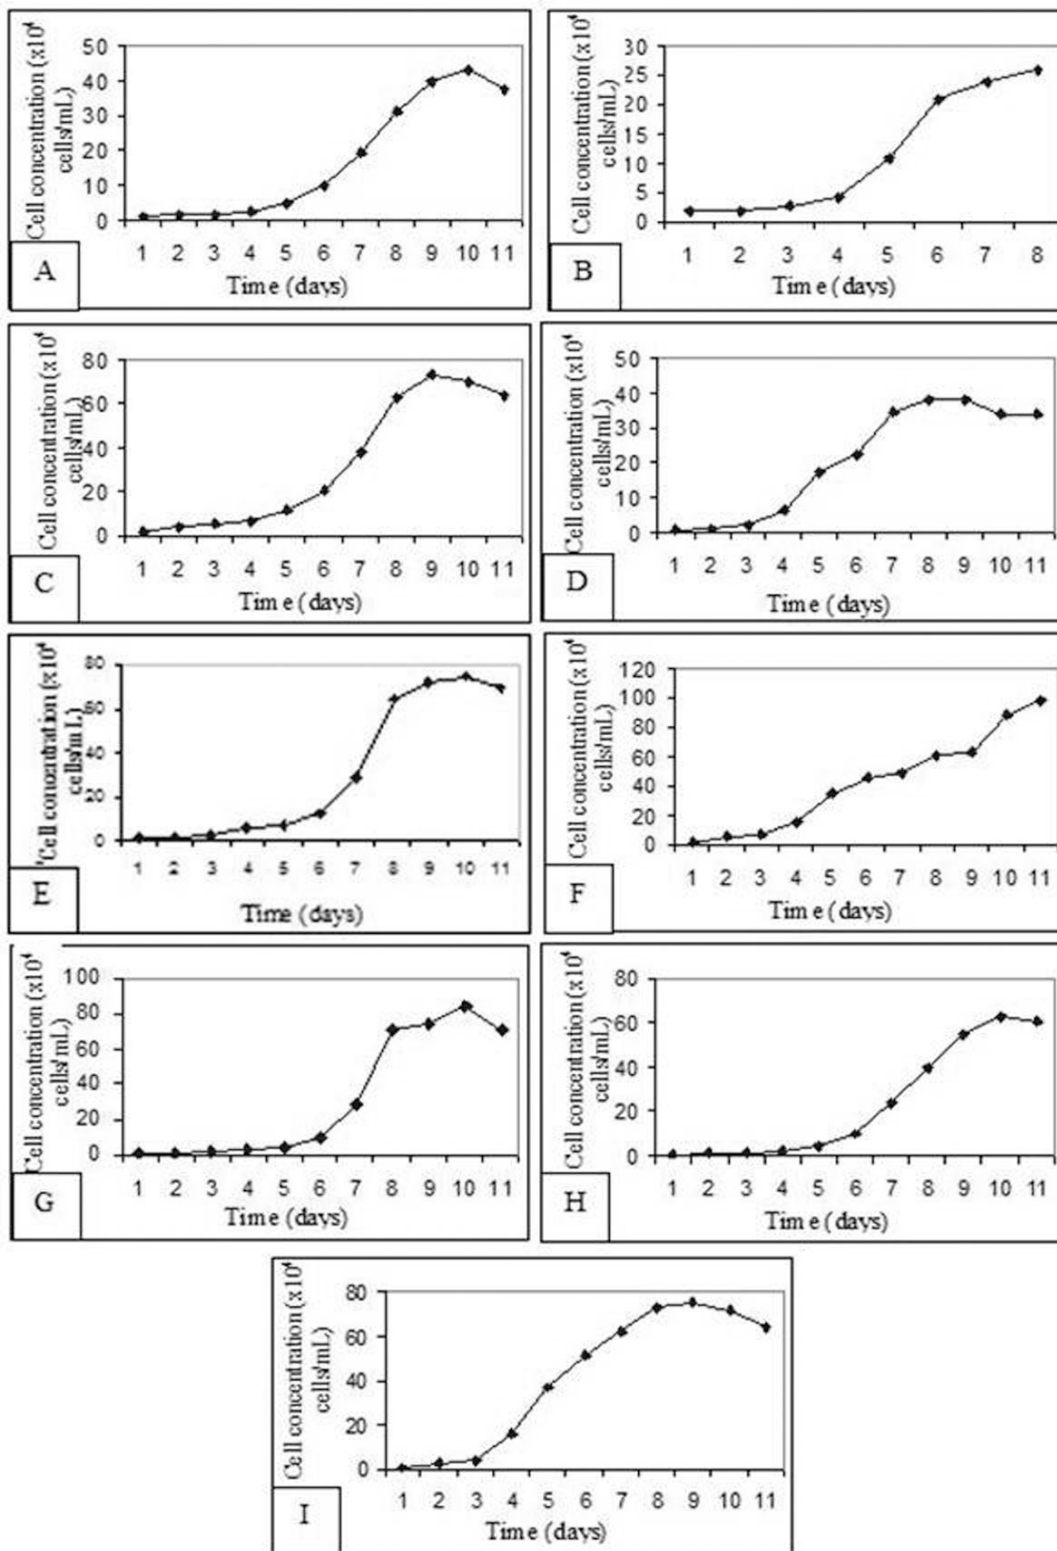 Cell concentration (x10⁴
cells/mL)
50
40
30
20
10
0
1 2 3 4 5 6 7 8 9 10 11
Time (days)
A
Cell concentration (x10⁴
cells/mL)
30
25
20
15
10
5
0
1 2 3 4 5 6 7 8
Time (days)
B
Cell concentration (x10⁴
cells/mL)
80
60
40
20
0
1 2 3 4 5 6 7 8 9 10 11
Time (days)
C
Cell concentration (x10⁴
cells/mL)
50
40
30
20
10
0
1 2 3 4 5 6 7 8 9 10 11
Time (days)
D
Cell concentration (x10⁴
cells/mL)
80
60
40
20
0
1 2 3 4 5 6 7 8 9 10 11
Time (days)
E
Cell concentration (x10⁴
cells/mL)
120
100
80
60
40
20
0
1 2 3 4 5 6 7 8 9 10 11
Time (days)
F
Cell concentration (x10⁴
cells/mL)
100
80
60
40
20
0
1 2 3 4 5 6 7 8 9 10 11
Time (days)
G
Cell concentration (x10⁴
cells/mL)
80
60
40
20
0
1 2 3 4 5 6 7 8 9 10 11
Time (days)
H
Cell concentration (x10⁴
cells/mL)
80
60
40
20
0
1 2 3 4 5 6 7 8 9 10 11
Time (days)
I